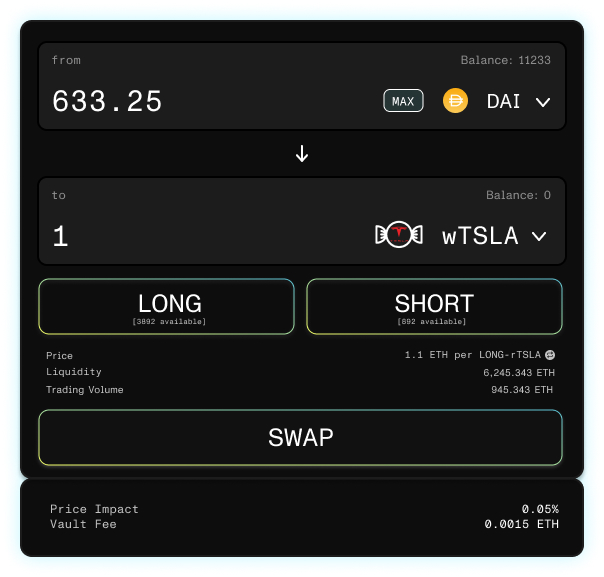 from Balance: 11233
633.25 MAX DAI
to Balance: 0
1 wTSLA
LONG SHORT
[3892 available] [892 available]
Price 1.1 ETH per LONG-rTSLA
Liquidity 6,245.343 ETH
Trading Volume 945.343 ETH
SWAP
Price Impact 0.05%
Vault Fee 0.0015 ETH